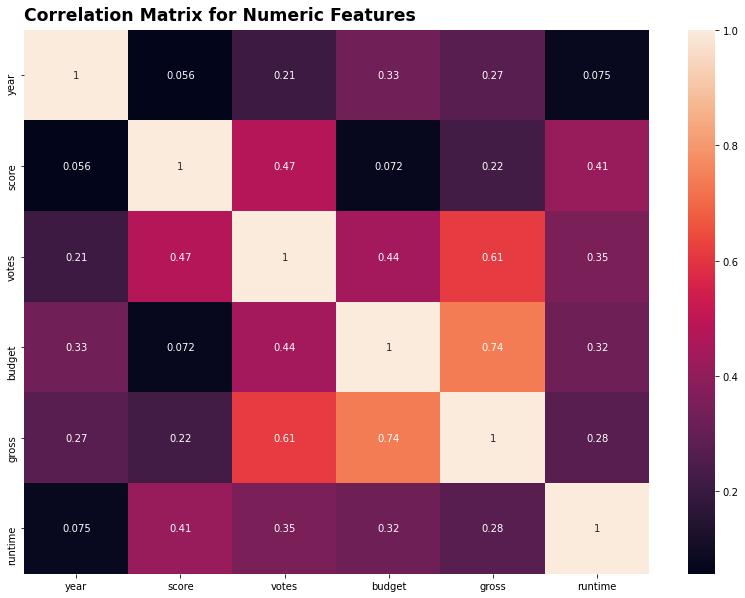 Correlation Matrix for Numeric Features
year 1 0.056 0.21 0.33 0.27 0.075
score 0.056 1 0.47 0.072 0.22 0.41
votes 0.21 0.47 1 0.44 0.61 0.35
budget 0.33 0.072 0.44 1 0.74 0.32
gross 0.27 0.22 0.61 0.74 1 0.28
runtime 0.075 0.41 0.35 0.32 0.28 1
year score votes budget gross runtime
1.0
0.8
0.6
0.4
0.2